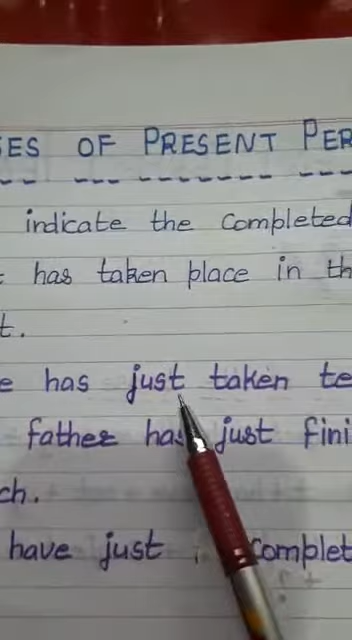 SES OF PRESENT PER
indicate the completed
has taken place in th
t.
e has just taken te
father has just fini
ch.
have just complet